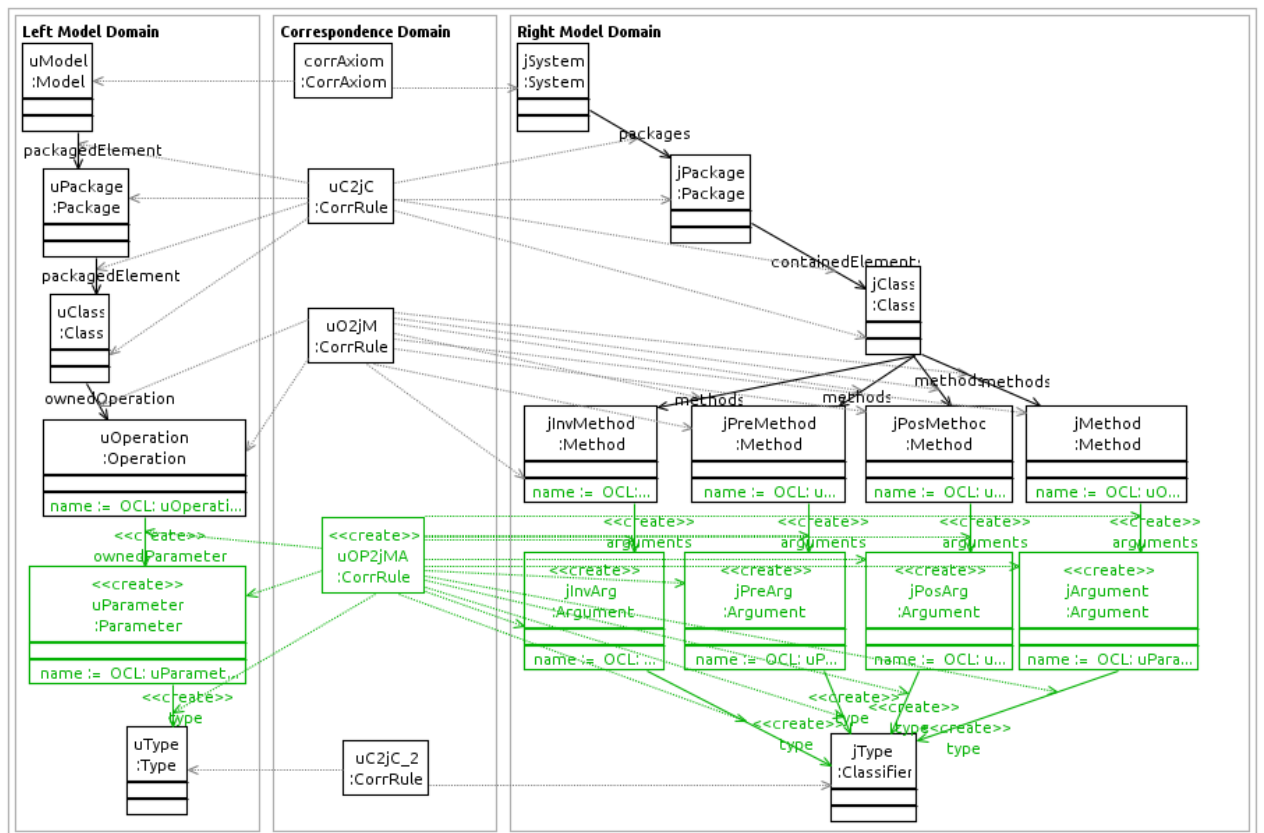 Left Model Domain
Correspondence Domain
Right Model Domain
uModel
:Model
corrAxiom
:CorrAxiom
jSystem
:System
packagedElement
packages
uPackage
:Package
uC2jC
:CorrRule
jPackage
:Package
packagedElement
containedElement:
uClass
:Class
jClass
:Class
uO2jM
:CorrRule
ownedOperation
methods
methods
methods
methods
uOperation
:Operation
name := OCL: uOperati...
jInvMethod
:Method
name := OCL:...
jPreMethod
:Method
name := OCL: u...
jPosMethoc
:Method
name := OCL: u...
jMethod
:Method
name := OCL: uO...
<<create>>
ownedParameter
<<create>>
uOP2jMA
:CorrRule
<<create>>
arguments
<<create>>
arguments
<<create>>
arguments
<<create>>
arguments
<<create>>
uParameter
:Parameter
name := OCL: uParamet...
<<create>>
jInvArg
:Argument
name := OCL: ...
<<create>>
jPreArg
:Argument
name := OCL: uP...
<<create>>
jPosArg
:Argument
name := OCL: u...
<<create>>
jArgument
:Argument
name := OCL: uPara...
<<create>>
type
<<create>>
type
<<create>>
type
<<create>>
type
<<create>>
type
uType
:Type
uC2jC_2
:CorrRule
jType
:Classifier